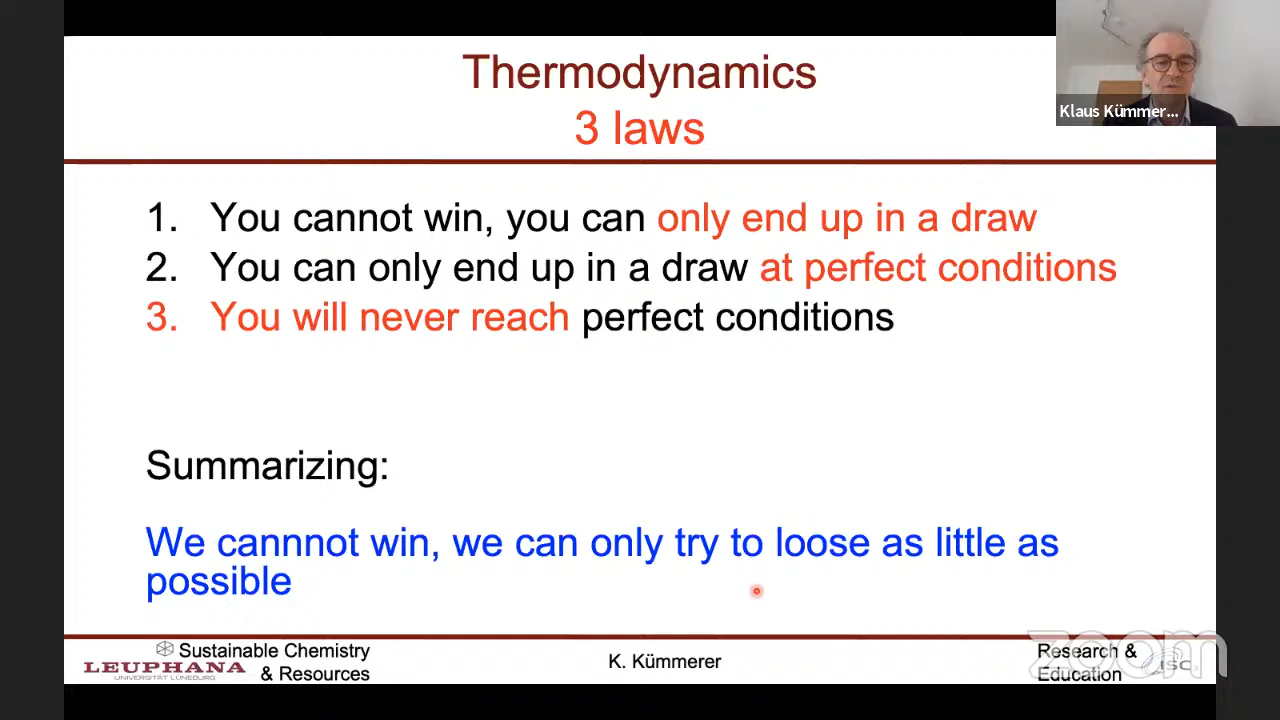 Thermodynamics
3 laws
Klaus Kümmer...
1. You cannot win, you can only end up in a draw
2. You can only end up in a draw at perfect conditions
3. You will never reach perfect conditions
Summarizing:
We cannnot win, we can only try to loose as little as
possible
Sustainable Chemistry
& Resources
LEUPHANA
UNIVERSITÄT LÜNEBURG
K. Kümmerer
Research &
Education
ISC
zoom